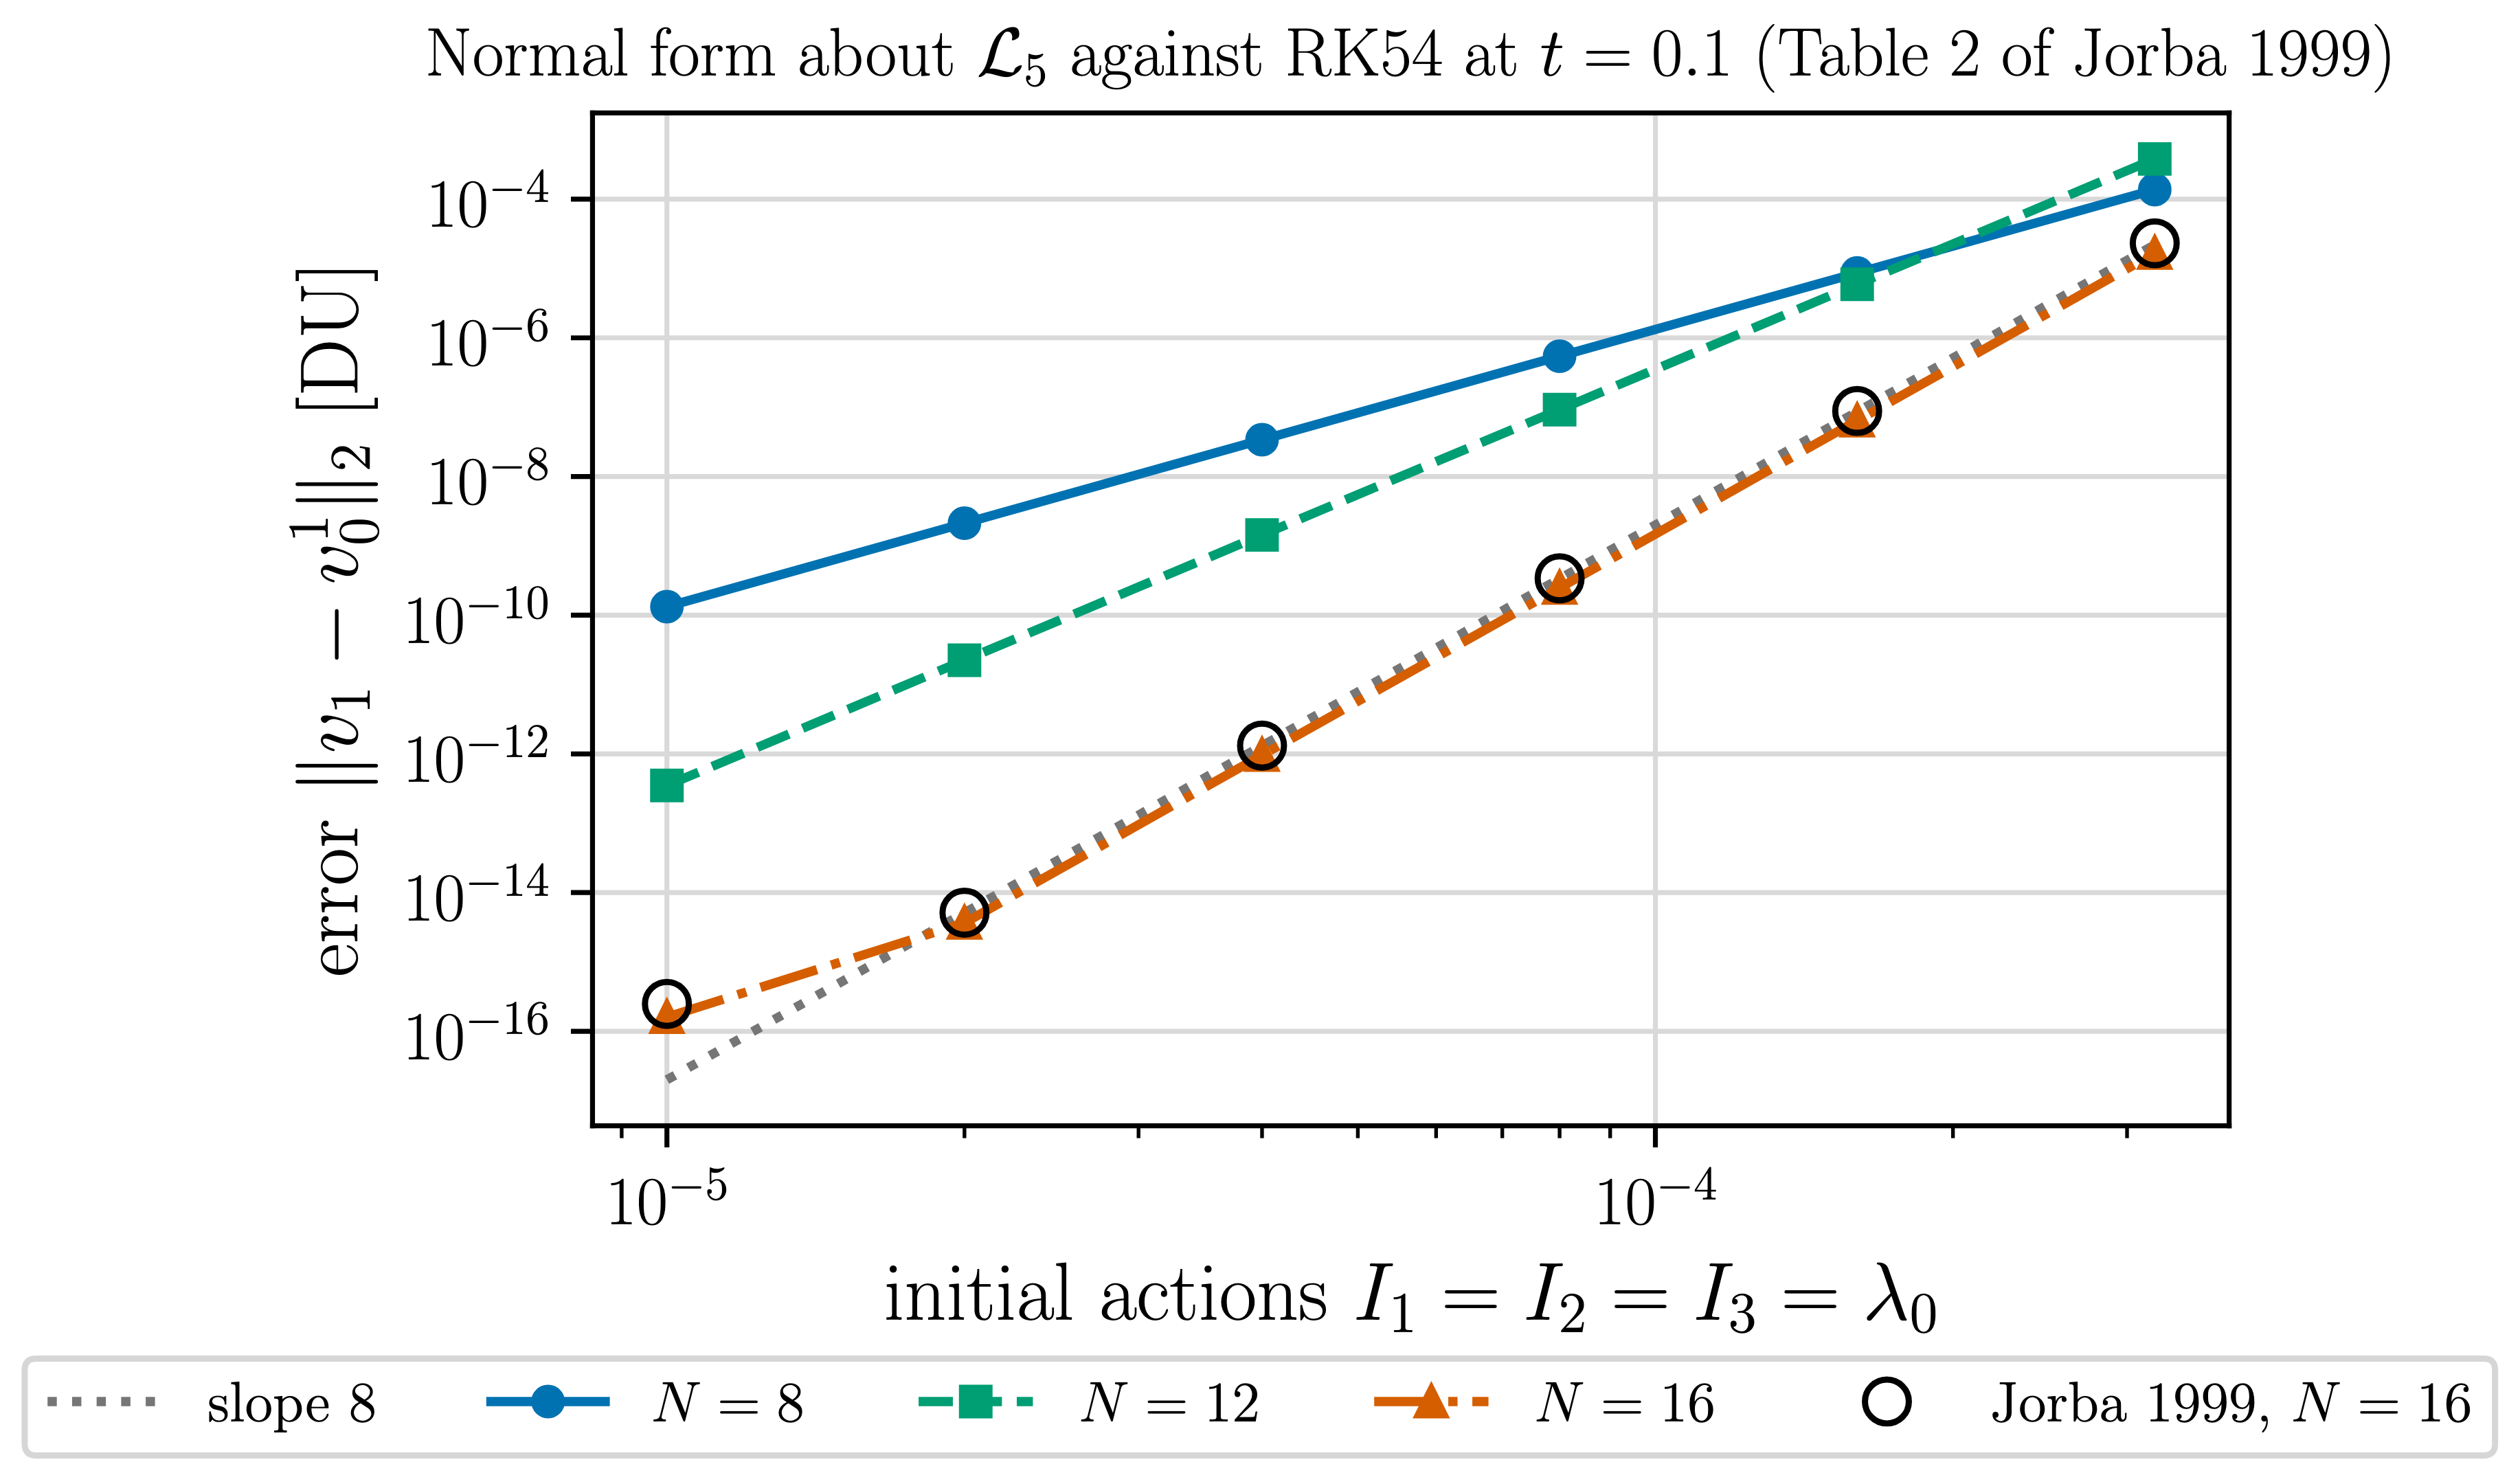 Normal form about 𝓛₅ against RK54 at t = 0.1 (Table 2 of Jorba 1999)
error ‖v₁ − v₀¹‖₂ [DU]
10⁻⁴
10⁻⁶
10⁻⁸
10⁻¹⁰
10⁻¹²
10⁻¹⁴
10⁻¹⁶
10⁻⁵ 10⁻⁴
initial actions I₁ = I₂ = I₃ = λ₀
slope 8 N = 8 N = 12 N = 16 Jorba 1999, N = 16